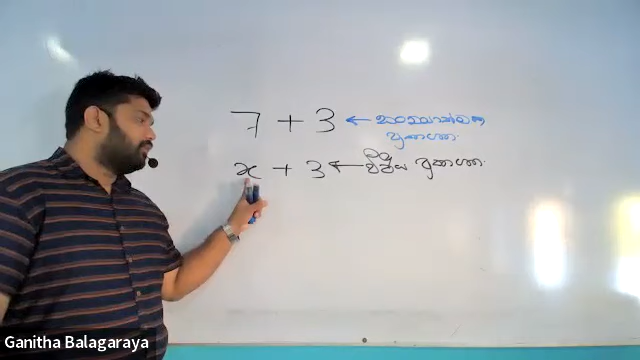 7 + 3 ← සංඛ්‍යාත්මක
ප්‍රකාශන
x + 3 ← වීජීය ප්‍රකාශන
Ganitha Balagaraya